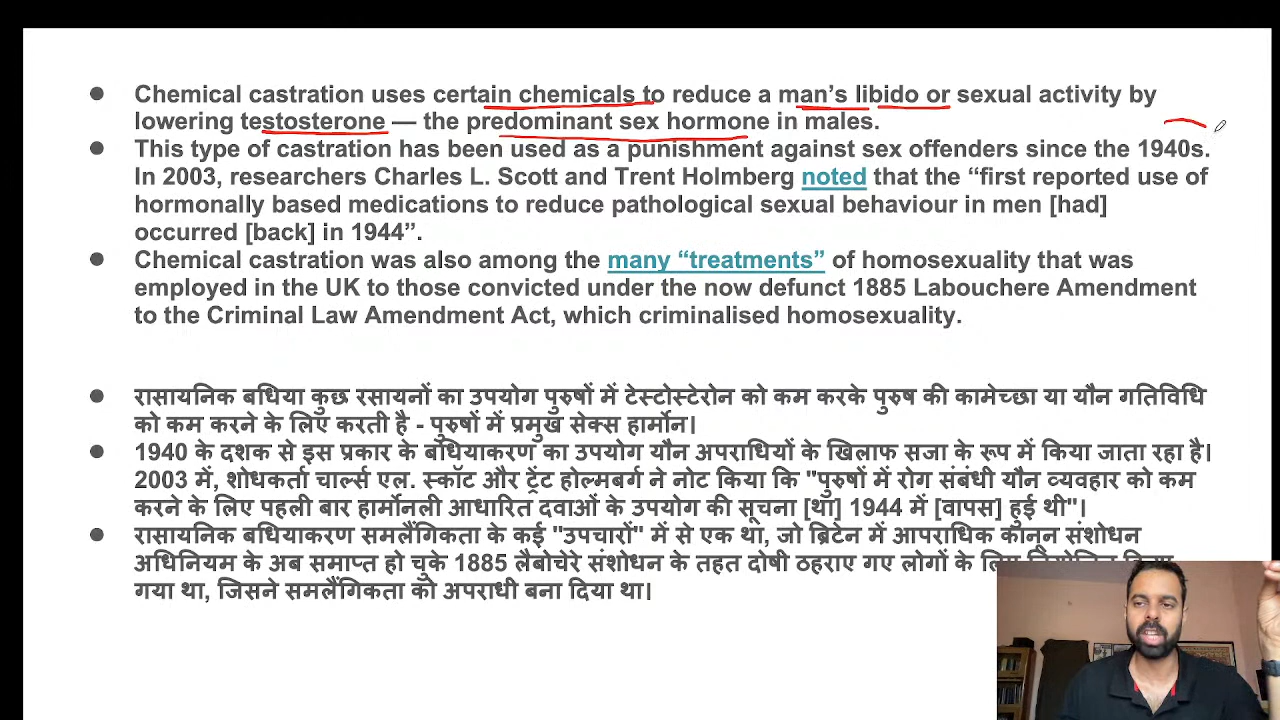 Chemical castration uses certain chemicals to reduce a man's libido or sexual activity by
lowering testosterone — the predominant sex hormone in males.
This type of castration has been used as a punishment against sex offenders since the 1940s.
In 2003, researchers Charles L. Scott and Trent Holmberg noted that the “first reported use of
hormonally based medications to reduce pathological sexual behaviour in men [had]
occurred [back] in 1944”.
Chemical castration was also among the many “treatments” of homosexuality that was
employed in the UK to those convicted under the now defunct 1885 Labouchere Amendment
to the Criminal Law Amendment Act, which criminalised homosexuality.
रासायनिक बधिया कुछ रसायनों का उपयोग पुरुषों में टेस्टोस्टेरोन को कम करके पुरुष की कामेच्छा या यौन गतिविधि
को कम करने के लिए करती है - पुरुषों में प्रमुख सेक्स हार्मोन।
1940 के दशक से इस प्रकार के बधियाकरण का उपयोग यौन अपराधियों के खिलाफ सजा के रूप में किया जाता रहा है।
2003 में, शोधकर्ता चार्ल्स एल. स्कॉट और ट्रेंट होल्मबर्ग ने नोट किया कि "पुरुषों में रोग संबंधी यौन व्यवहार को कम
करने के लिए पहली बार हार्मोनली आधारित दवाओं के उपयोग की सूचना [था] 1944 में [वापस] हुई थी"।
रासायनिक बधियाकरण समलैंगिकता के कई "उपचारों" में से एक था, जो ब्रिटेन में आपराधिक कानून संशोधन
अधिनियम के अब समाप्त हो चुके 1885 लैबोचेरे संशोधन के तहत दोषी ठहराए गए लोगों के
गया था, जिसने समलैंगिकता को अपराधी बना दिया था।